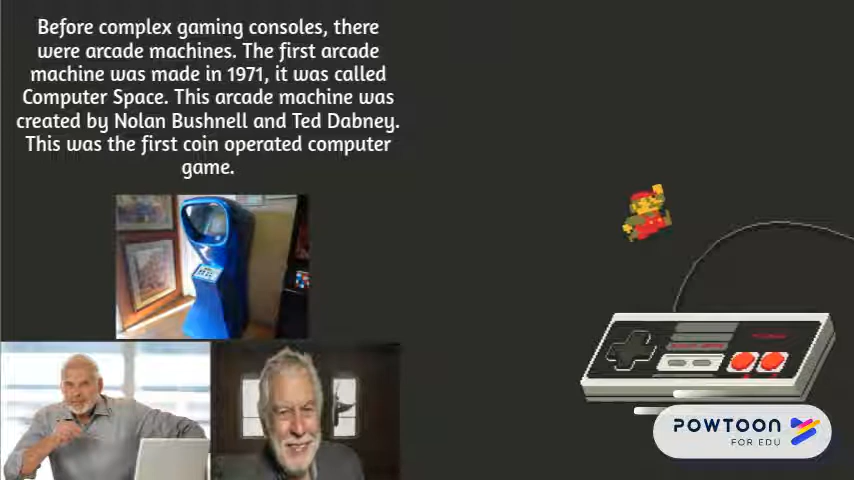 Before complex gaming consoles, there
were arcade machines. The first arcade
machine was made in 1971, it was called
Computer Space. This arcade machine was
created by Nolan Bushnell and Ted Dabney.
This was the first coin operated computer
game.
POWTOON
FOR EDU